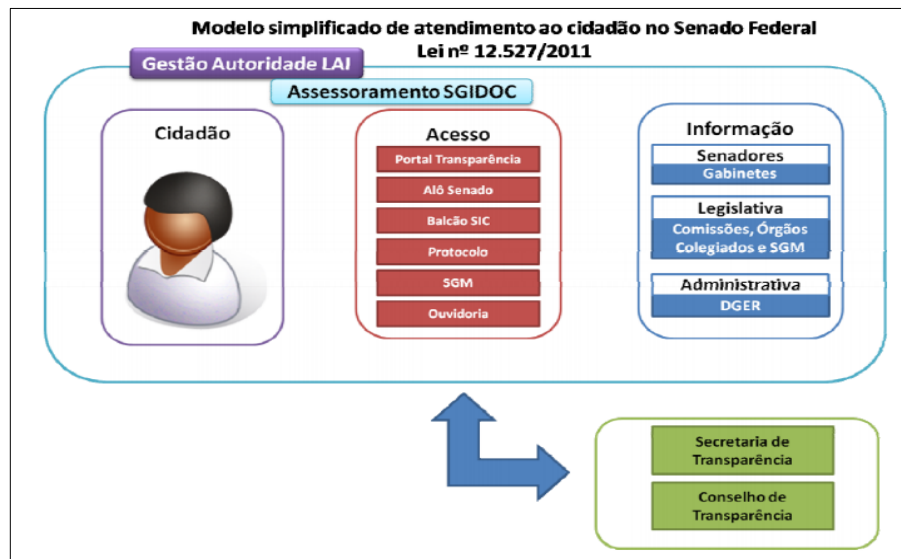 Modelo simplificado de atendimento ao cidadão no Senado Federal
Lei nº 12.527/2011
Gestão Autoridade LAI
Assessoramento SGIDOC
Cidadão
Acesso
Portal Transparência
Alô Senado
Balcão SIC
Protocolo
SGM
Ouvidoria
Informação
Senadores
Gabinetes
Legislativa
Comissões, Órgãos
Colegiados e SGM
Administrativa
DGER
Secretaria de
Transparência
Conselho de
Transparência